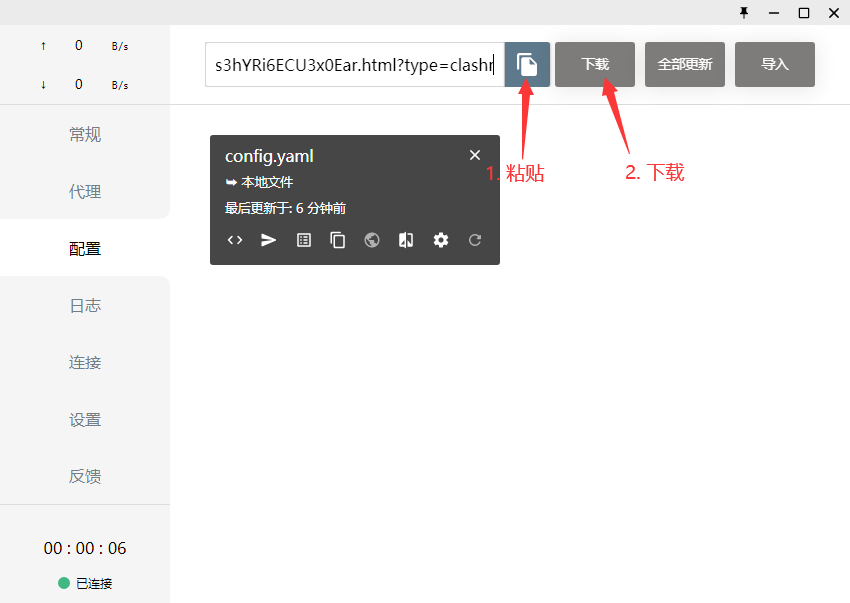 ↑ 0 B/s
↓ 0 B/s
常规
代理
配置
日志
连接
设置
反馈
00 : 00 : 06
已连接
s3hYRi6ECU3x0Ear.html?type=clashr
下载
全部更新
导入
config.yaml
本地文件
最后更新于: 6 分钟前
1. 粘贴
2. 下载